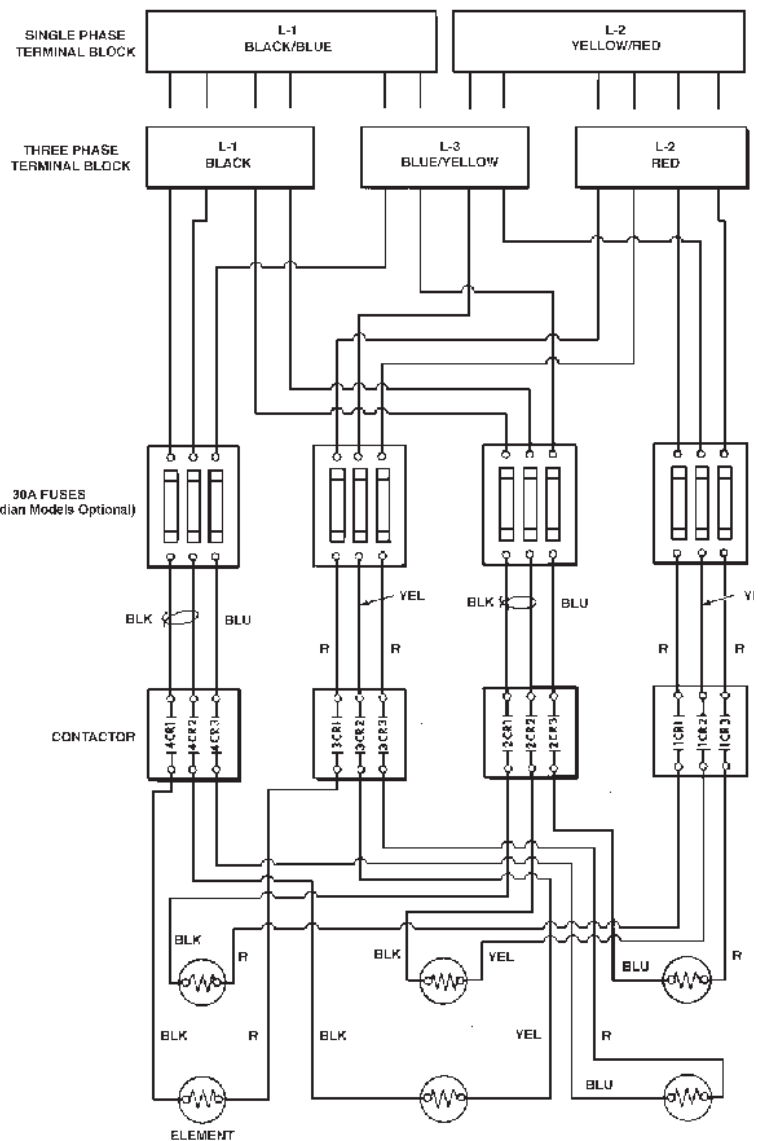 SINGLE PHASE
TERMINAL BLOCK
L-1
BLACK/BLUE
L-2
YELLOW/RED
THREE PHASE
TERMINAL BLOCK
L-1
BLACK
L-3
BLUE/YELLOW
L-2
RED
30A FUSES
dian Models Optional)
BLK
BLU
YEL
R
R
BLK
BLU
R
R
CONTACTOR
4CR1
4CR2
4CR3
3CR1
3CR2
3CR3
2CR1
2CR2
2CR3
1CR1
1CR2
1CR3
BLK
R
BLK
YEL
BLU
R
BLK
R
BLK
YEL
R
BLU
ELEMENT